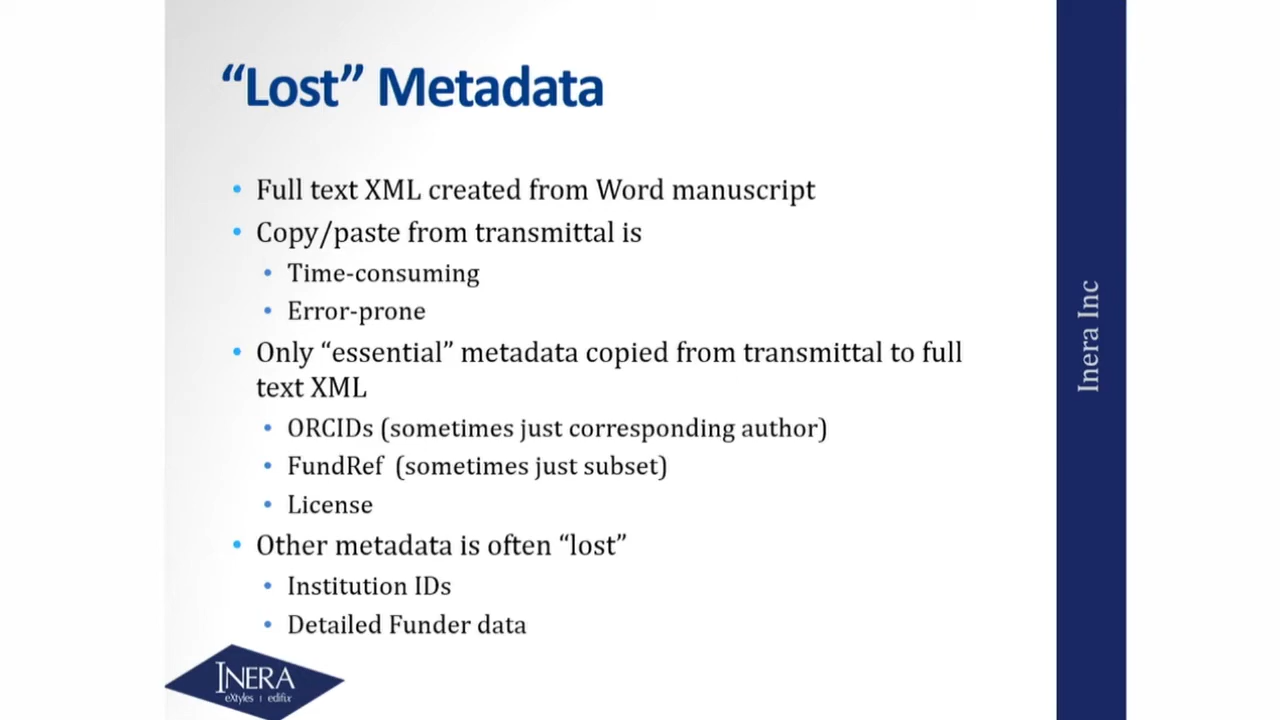 “Lost” Metadata
• Full text XML created from Word manuscript
• Copy/paste from transmittal is
• Time-consuming
• Error-prone
• Only “essential” metadata copied from transmittal to full
text XML
• ORCIDs (sometimes just corresponding author)
• FundRef (sometimes just subset)
• License
• Other metadata is often “lost”
• Institution IDs
• Detailed Funder data
INERA
eXtyles | edifix
Inera Inc